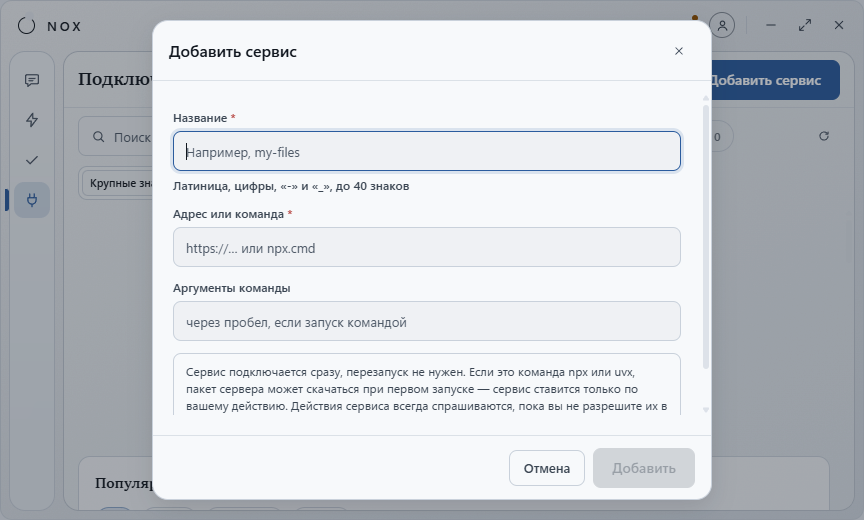 NOX
Добавить сервис
Добавить сервис
Название *
Например, my-files
Латиница, цифры, «-» и «_», до 40 знаков
Адрес или команда *
https://... или npx.cmd
Аргументы команды
через пробел, если запуск командой
Сервис подключается сразу, перезапуск не нужен. Если это команда npx или uvx,
пакет сервера может скачаться при первом запуске — сервис ставится только по
вашему действию. Действия сервиса всегда спрашиваются, пока вы не разрешите их в
Отмена
Добавить
Поиск
0
Крупные